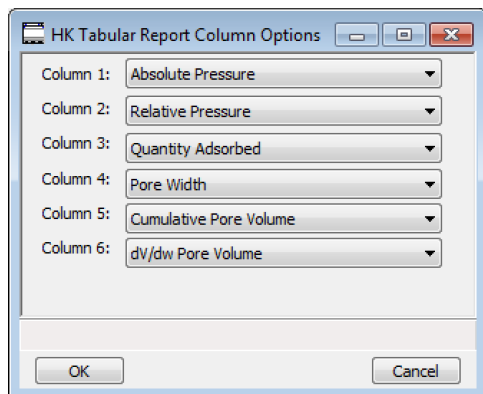 HK Tabular Report Column Options
Column 1: Absolute Pressure
Column 2: Relative Pressure
Column 3: Quantity Adsorbed
Column 4: Pore Width
Column 5: Cumulative Pore Volume
Column 6: dV/dw Pore Volume
OK Cancel